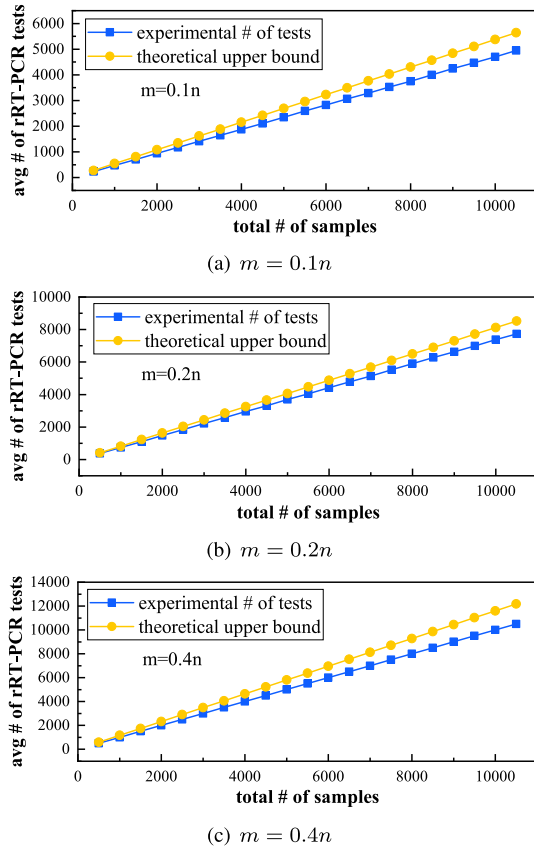 6000
5000
4000
3000
2000
1000
0
avg # of rRT-PCR tests
experimental # of tests
theoretical upper bound
m=0.1n
0 2000 4000 6000 8000 10000
total # of samples
(a) m = 0.1n
10000
8000
6000
4000
2000
0
avg # of rRT-PCR tests
experimental # of tests
theoretical upper bound
m=0.2n
0 2000 4000 6000 8000 10000
total # of samples
(b) m = 0.2n
14000
12000
10000
8000
6000
4000
2000
0
avg # of rRT-PCR tests
experimental # of tests
theoretical upper bound
m=0.4n
0 2000 4000 6000 8000 10000
total # of samples
(c) m = 0.4n